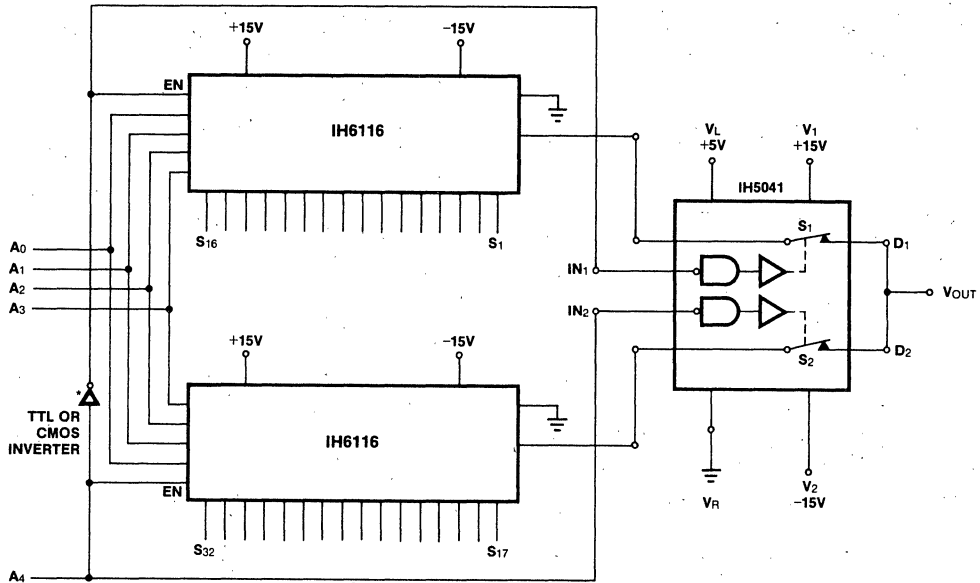 +15V
−15V
EN
IH6116
S16
S1
A0
A1
A2
A3
+15V
−15V
*
TTL OR
CMOS
INVERTER
IH6116
EN
S32
S17
A4
VL
+5V
V1
+15V
IH5041
S1
D1
IN1
IN2
VOUT
D2
S2
VR
V2
−15V